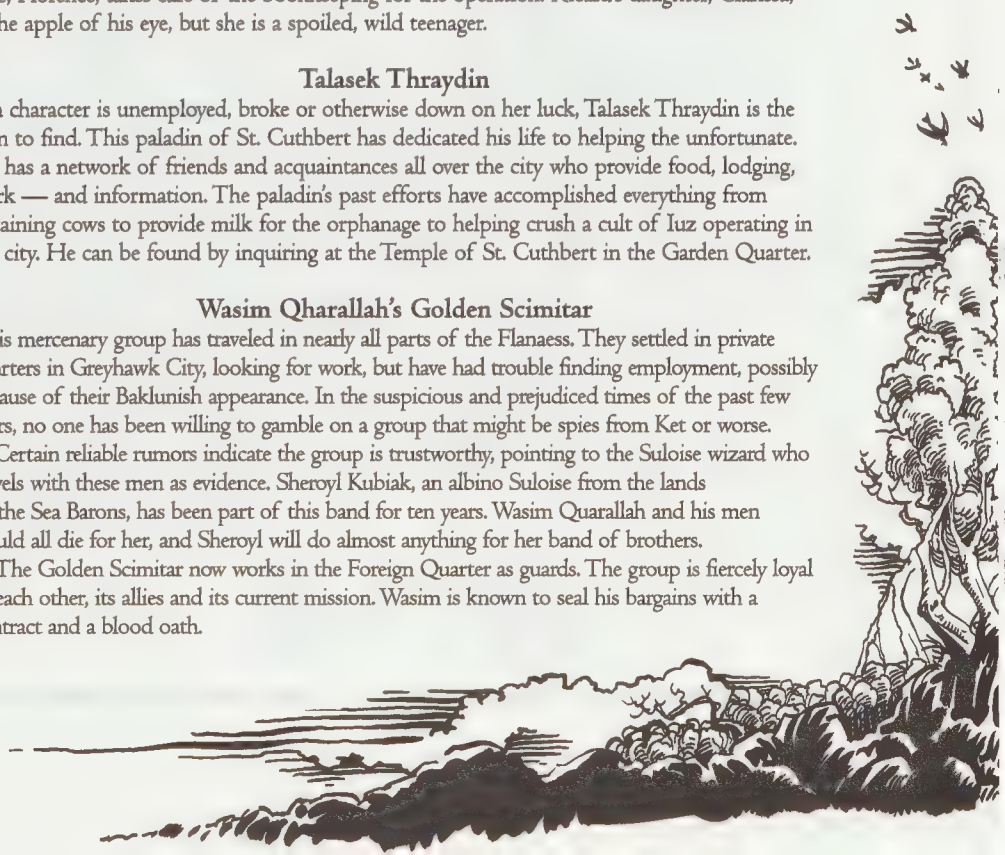 he apple of his eye, but she is a spoiled, wild teenager.
Talasek Thraydin
character is unemployed, broke or otherwise down on her luck, Talasek Thraydin is the
n to find. This paladin of St. Cuthbert has dedicated his life to helping the unfortunate.
has a network of friends and acquaintances all over the city who provide food, lodging,
rk — and information. The paladin's past efforts have accomplished everything from
aining cows to provide milk for the orphanage to helping crush a cult of Iuz operating in
city. He can be found by inquiring at the Temple of St. Cuthbert in the Garden Quarter.
Wasim Qharallah's Golden Scimitar
is mercenary group has traveled in nearly all parts of the Flanaess. They settled in private
arters in Greyhawk City, looking for work, but have had trouble finding employment, possibly
ause of their Baklunish appearance. In the suspicious and prejudiced times of the past few
rs, no one has been willing to gamble on a group that might be spies from Ket or worse.
Certain reliable rumors indicate the group is trustworthy, pointing to the Suloise wizard who
vels with these men as evidence. Sheroyl Kubiak, an albino Suloise from the lands
the Sea Barons, has been part of this band for ten years. Wasim Quarallah and his men
uld all die for her, and Sheroyl will do almost anything for her band of brothers.
The Golden Scimitar now works in the Foreign Quarter as guards. The group is fiercely loyal
each other, its allies and its current mission. Wasim is known to seal his bargains with a
ntract and a blood oath.